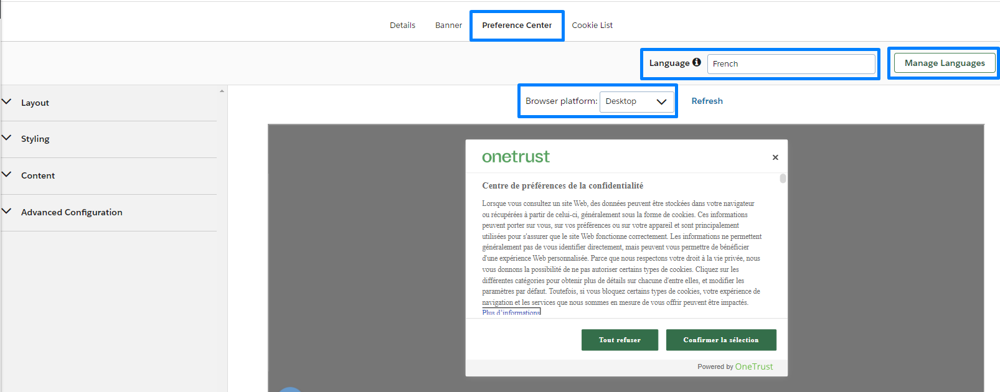 Details Banner Preference Center Cookie List
Language French Manage Languages
Browser platform: Desktop Refresh
Layout
Styling
Content
Advanced Configuration
onetrust
Centre de préférences de la confidentialité
Lorsque vous consultez un site Web, des données peuvent être stockées dans votre navigateur
ou récupérées à partir de celui-ci, généralement sous la forme de cookies. Ces informations
peuvent porter sur vous, sur vos préférences ou sur votre appareil et sont principalement
utilisées pour s'assurer que le site Web fonctionne correctement. Les informations ne permettent
généralement pas de vous identifier directement, mais peuvent vous permettre de bénéficier
d'une expérience Web personnalisée. Parce que nous respectons votre droit à la vie privée, nous
vous donnons la possibilité de ne pas autoriser certains types de cookies. Cliquez sur les
différentes catégories pour obtenir plus de détails sur chacune d'entre elles, et modifier les
paramètres par défaut. Toutefois, si vous bloquez certains types de cookies, votre expérience de
navigation et les services que nous sommes en mesure de vous offrir peuvent être impactés.
Plus d’informations
Tout refuser Confirmer la sélection
Powered by OneTrust